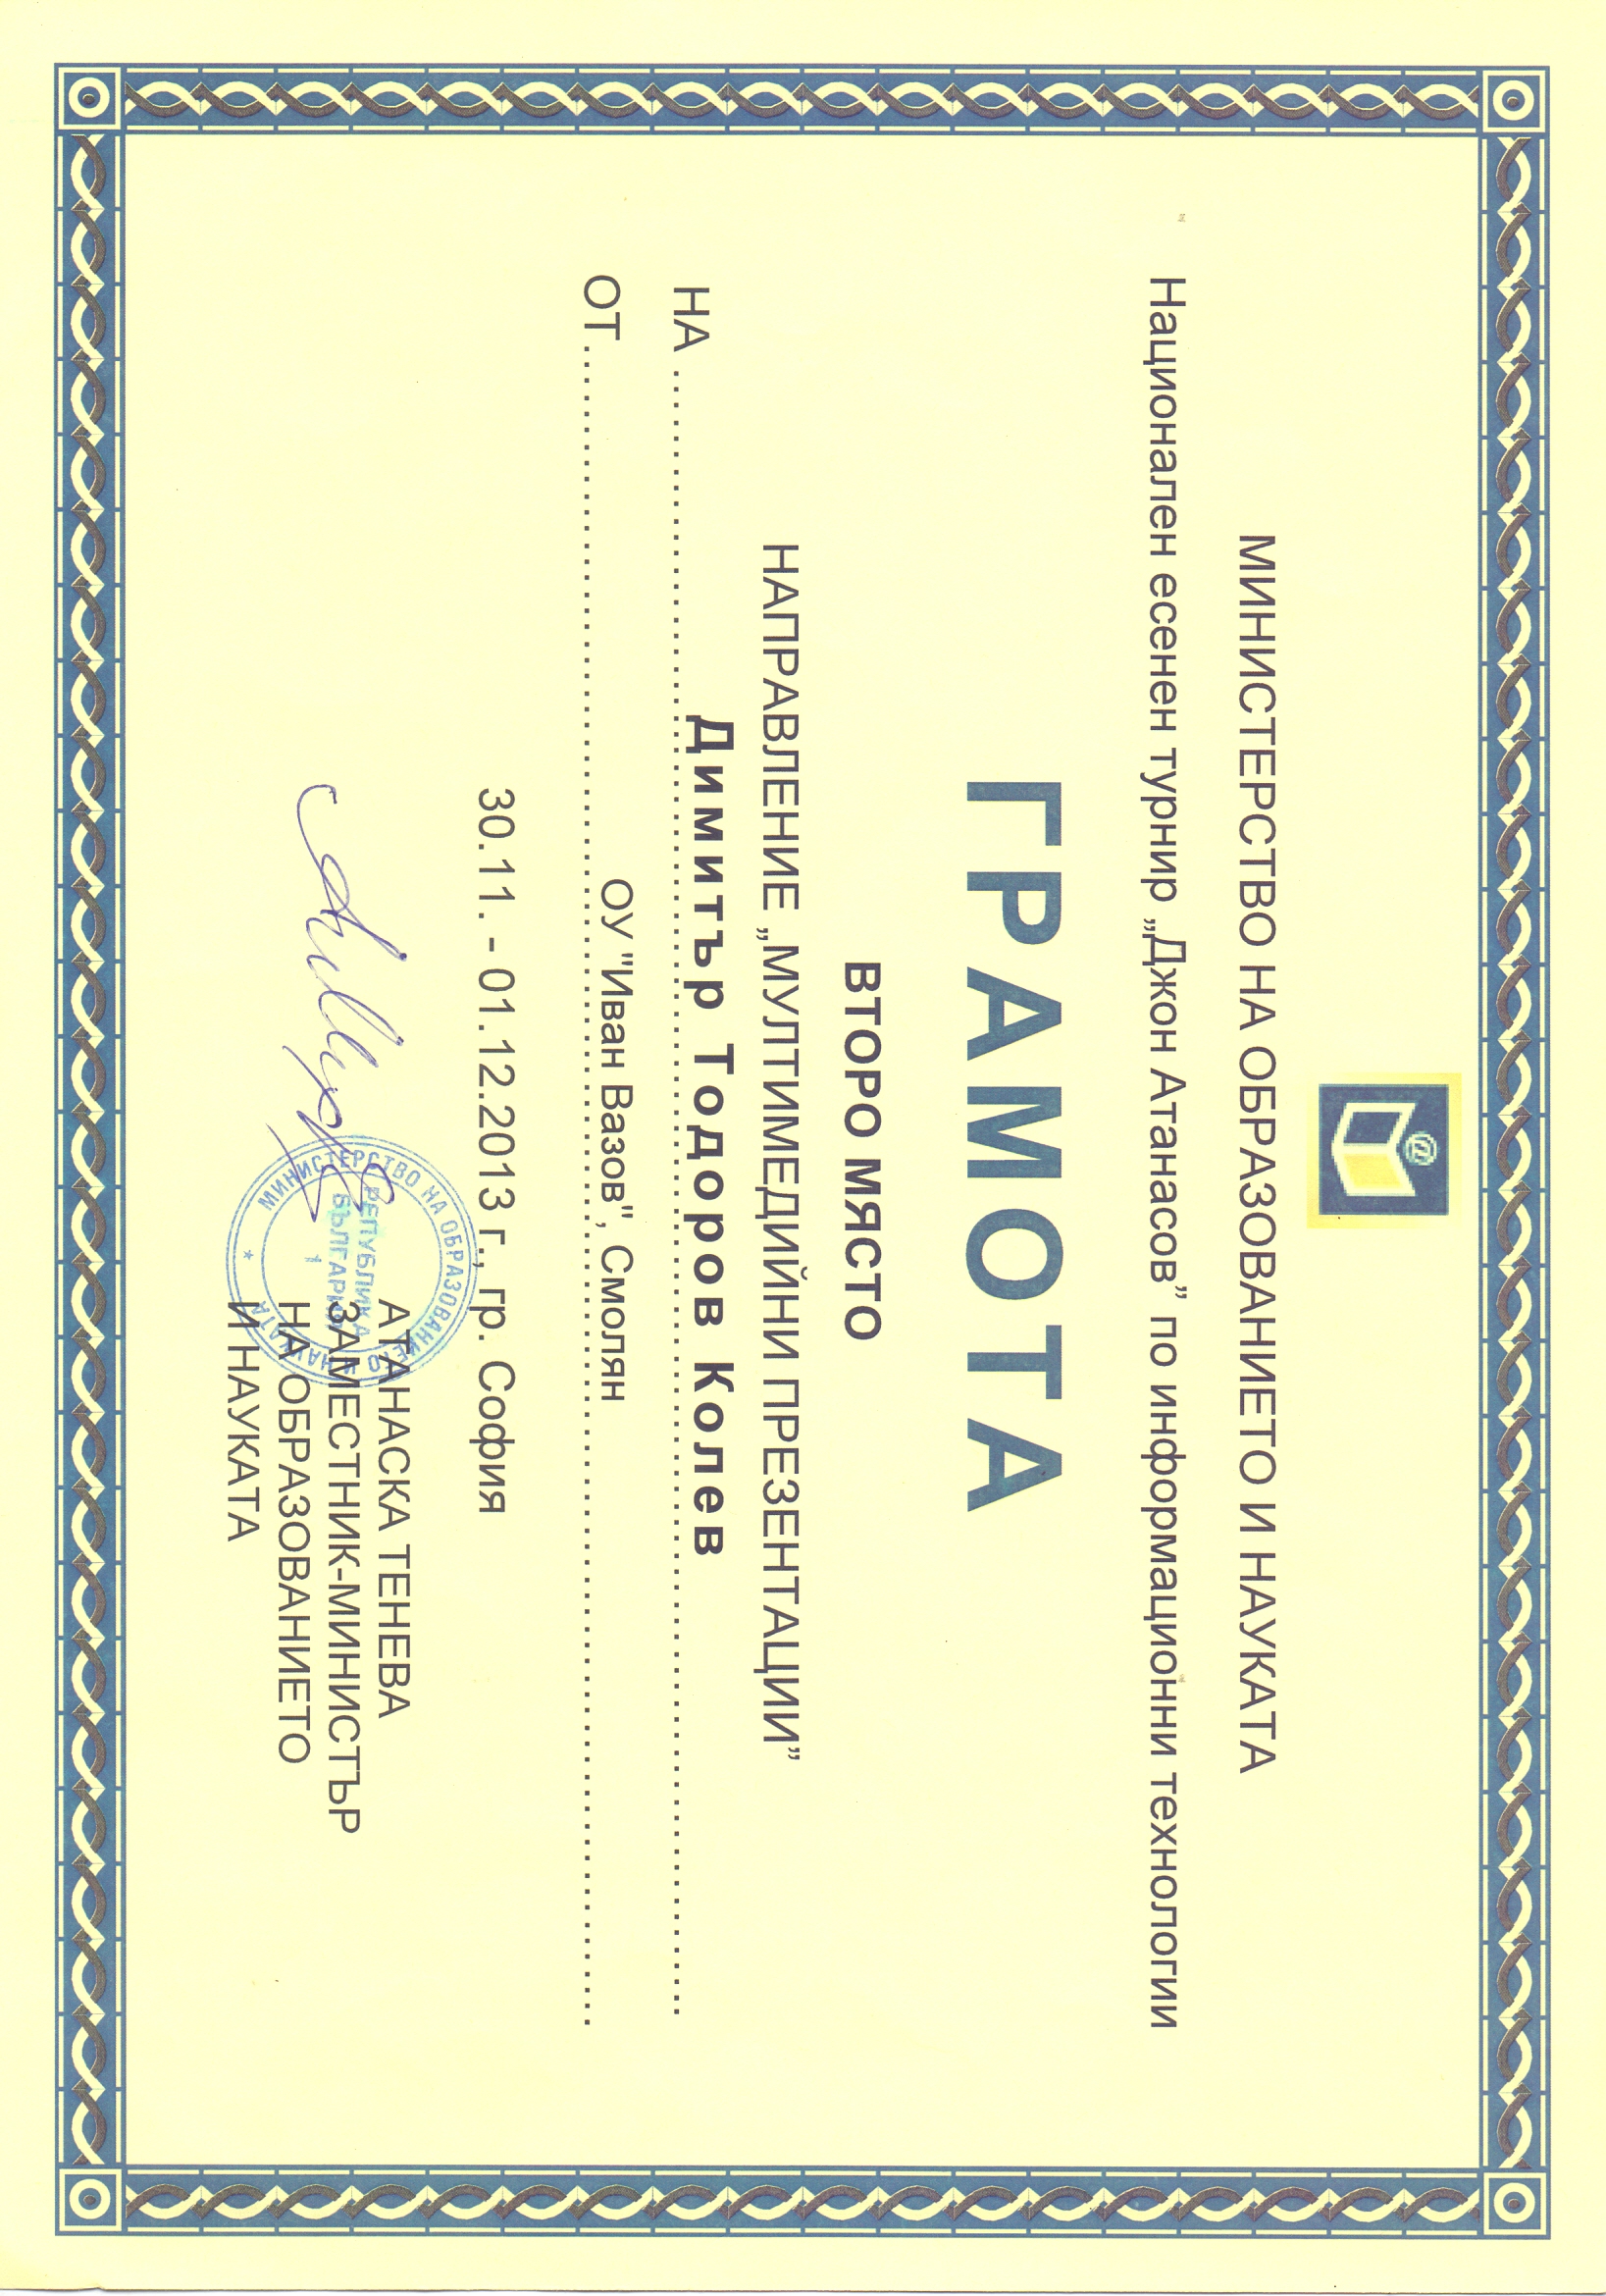 @
МИНИСТЕРСТВО НА ОБРАЗОВАНИЕТО И НАУКАТА
Национален есенен турнир „Джон Атанасов” по информационни технологии
ГРАМОТА
ВТОРО МЯСТО
НАПРАВЛЕНИЕ „МУЛТИМЕДИЙНИ ПРЕЗЕНТАЦИИ”
НА Димитър Тодоров Колев
ОТ ОУ "Иван Вазов", Смолян
30.11. - 01.12.2013 г., гр. София
МИНИСТЕРСТВО НА ОБРАЗОВАНИЕТО И НАУКАТА
РЕПУБЛИКА
БЪЛГАРИЯ
1
АТАНАСКА ТЕНЕВА
ЗАМЕСТНИК-МИНИСТЪР
НА ОБРАЗОВАНИЕТО
И НАУКАТА